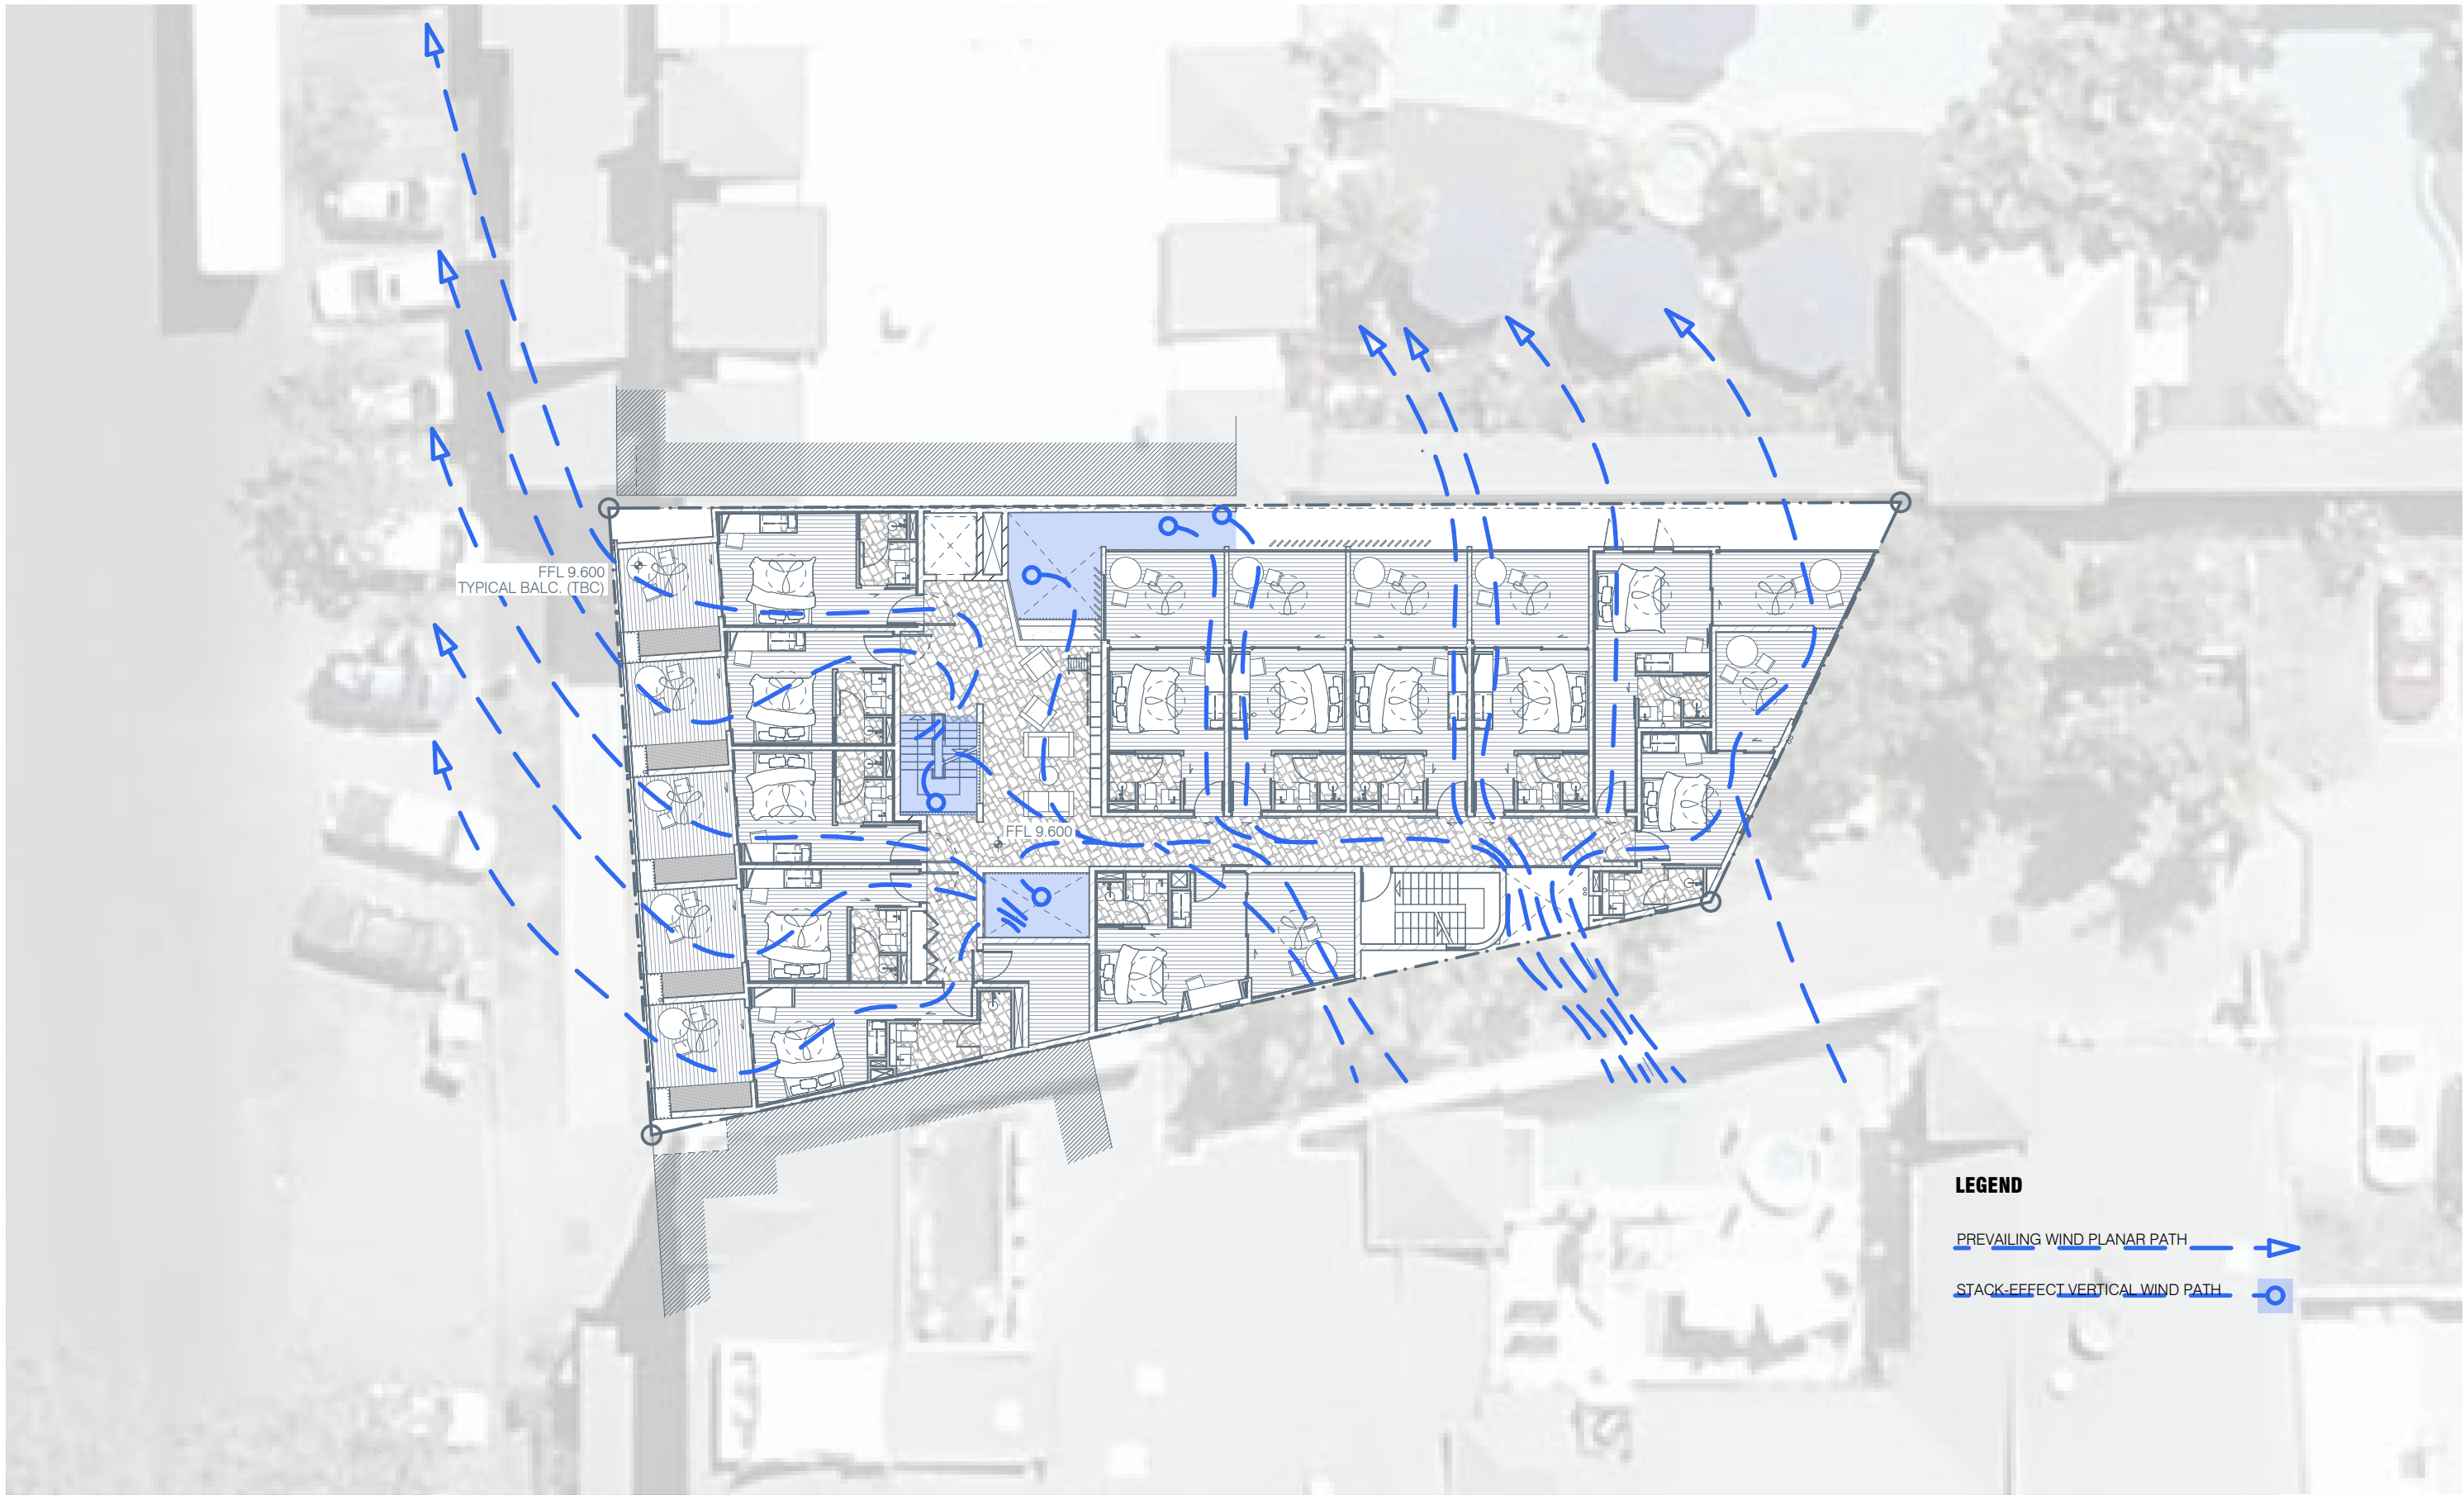 FFL 9.600
TYPICAL BALC. (TBC)
FFL 9.600
LEGEND
PREVAILING WIND PLANAR PATH
STACK-EFFECT VERTICAL WIND PATH